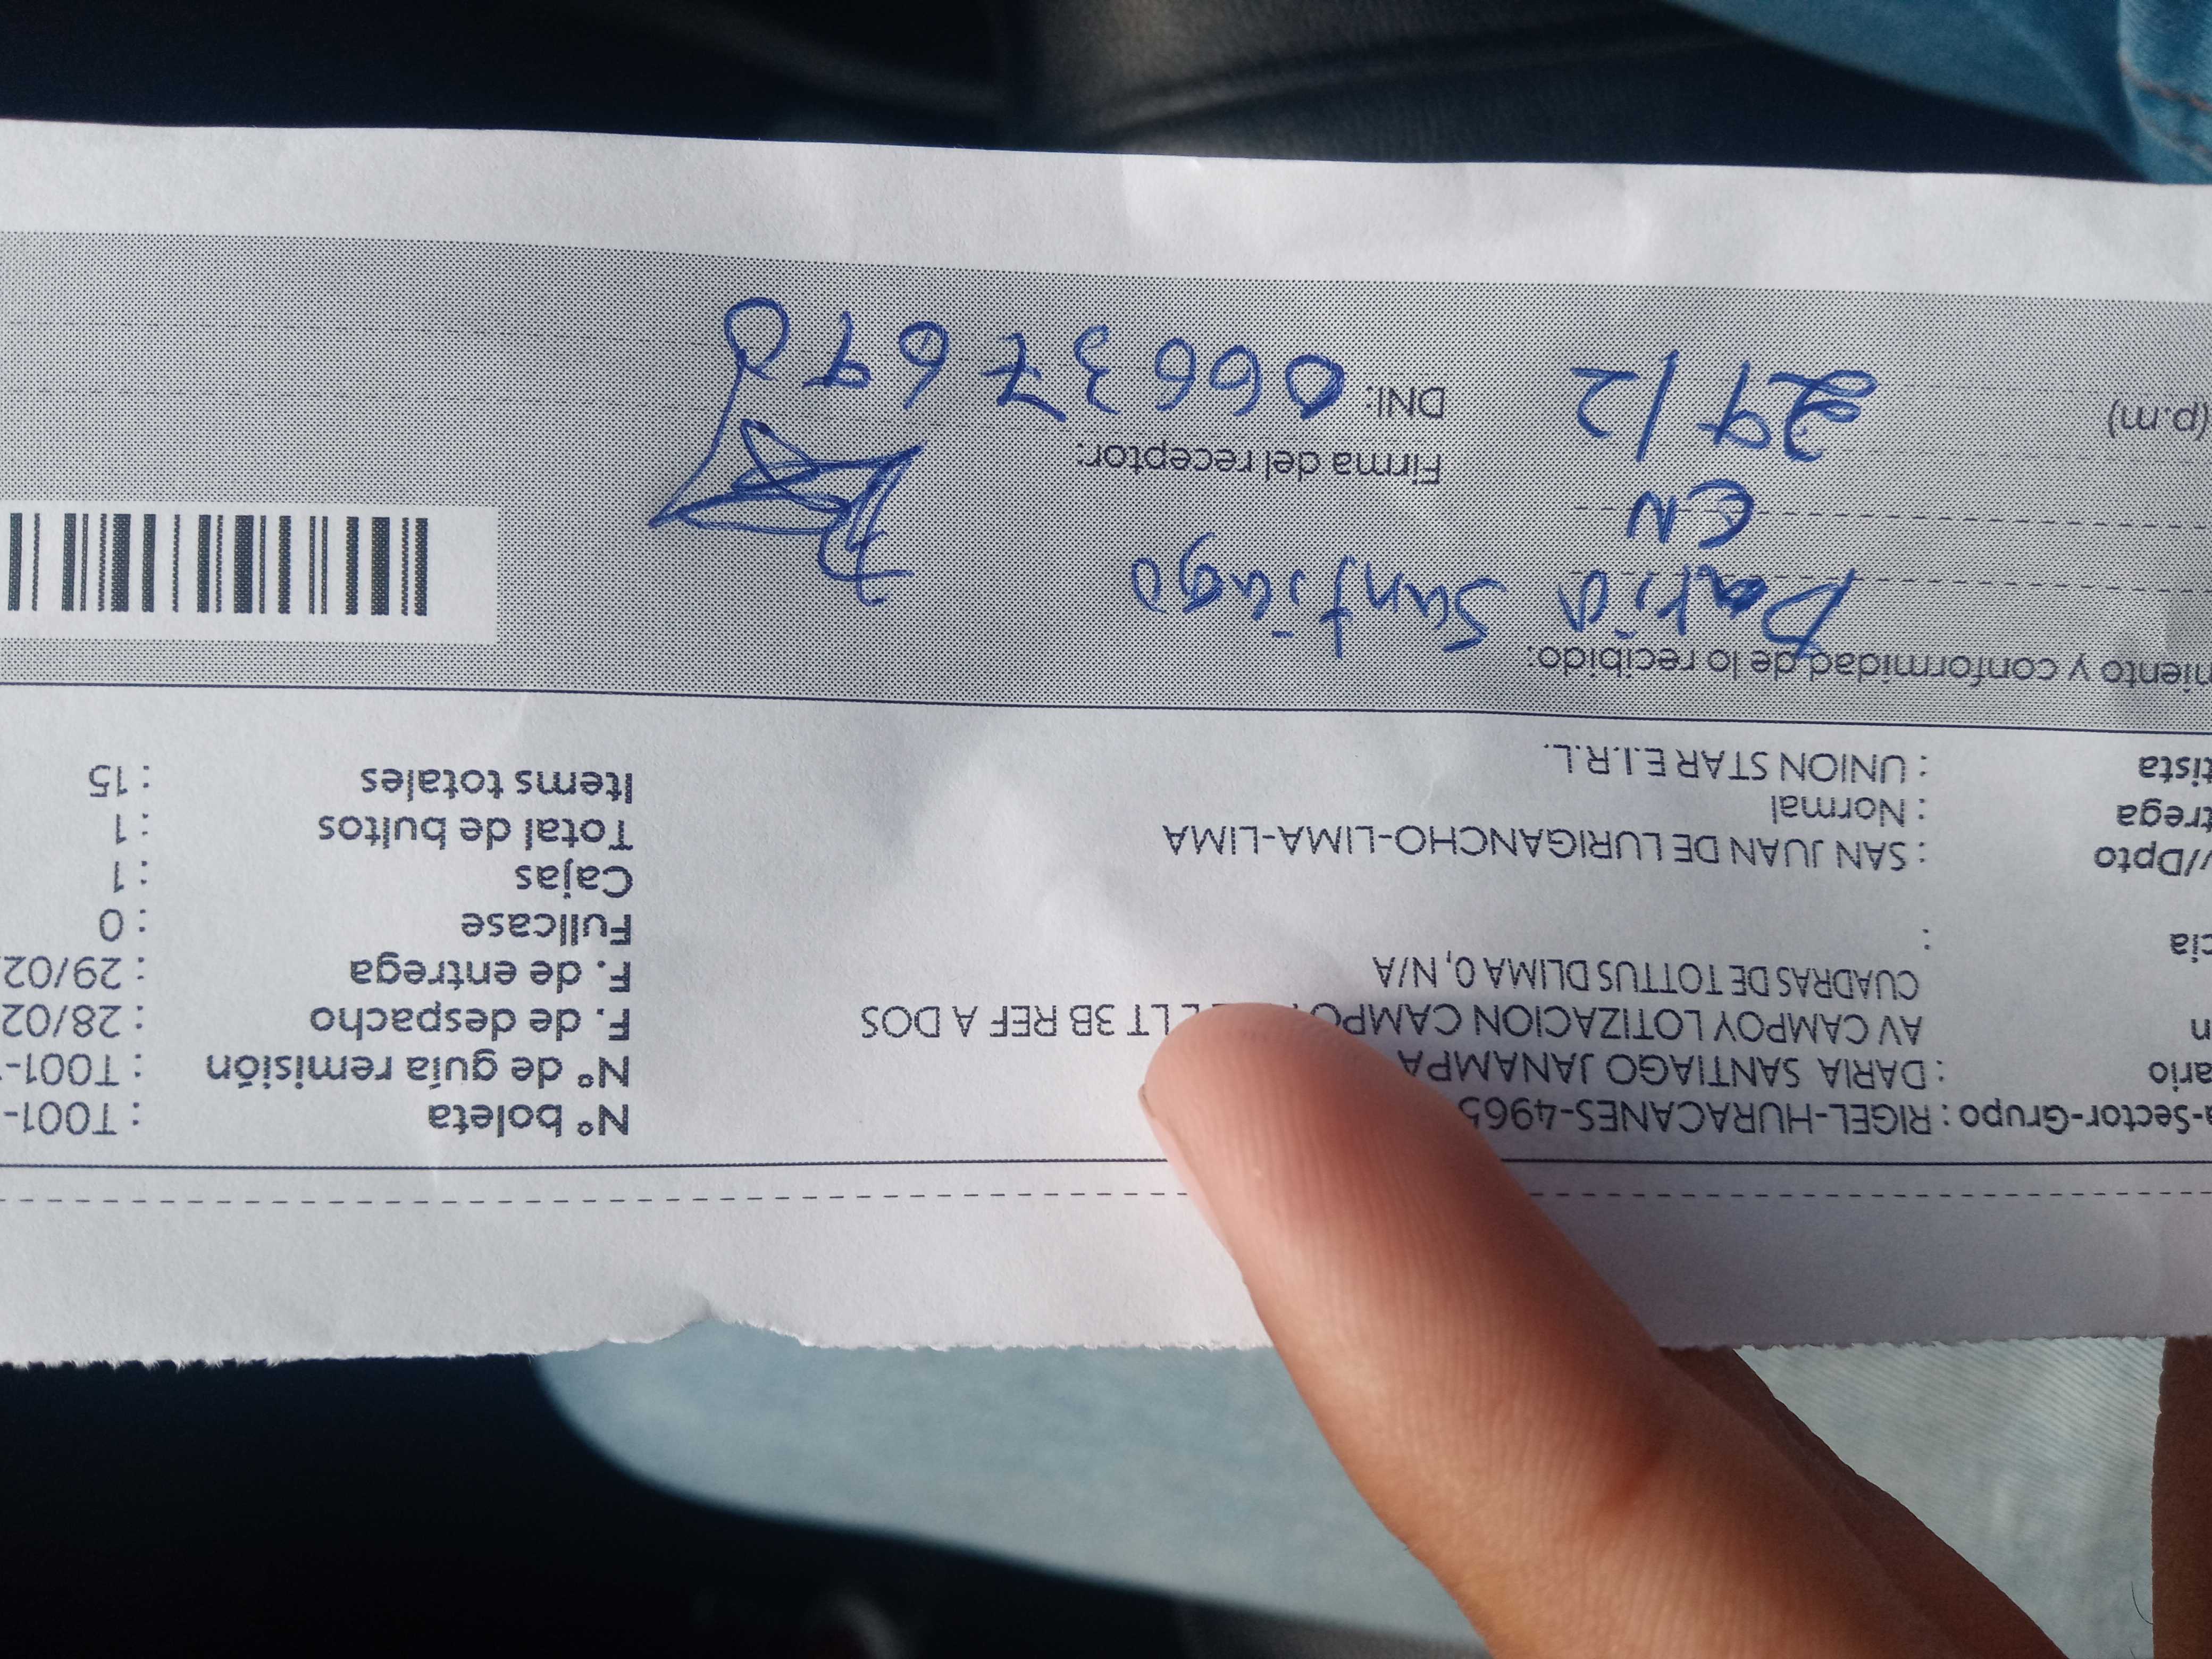 a-Sector-Grupo : RIGEL-HURACANES-4965
ario : DARIA SANTIAGO JANAMPA
n AV CAMPOY LOTIZACION CAMPO LT 3B REF A DOS
CUADRAS DE TOTTUS DLIMA 0, N/A
cia :
/Dpto : SAN JUAN DE LURIGANCHO-LIMA-LIMA
trega : Normal
tista : UNION STAR E.I.R.L.
N° boleta : T001-
N° de guía remisión : T001-
F. de despacho : 28/02
F. de entrega : 29/02
Fullcase : 0
Cajas : 1
Total de bultos : 1
Items totales : 15
miento y conformidad de lo recibido:
Daria Santiago
EN
29/2
(p.m)
Firma del receptor:
DNI: 06637698